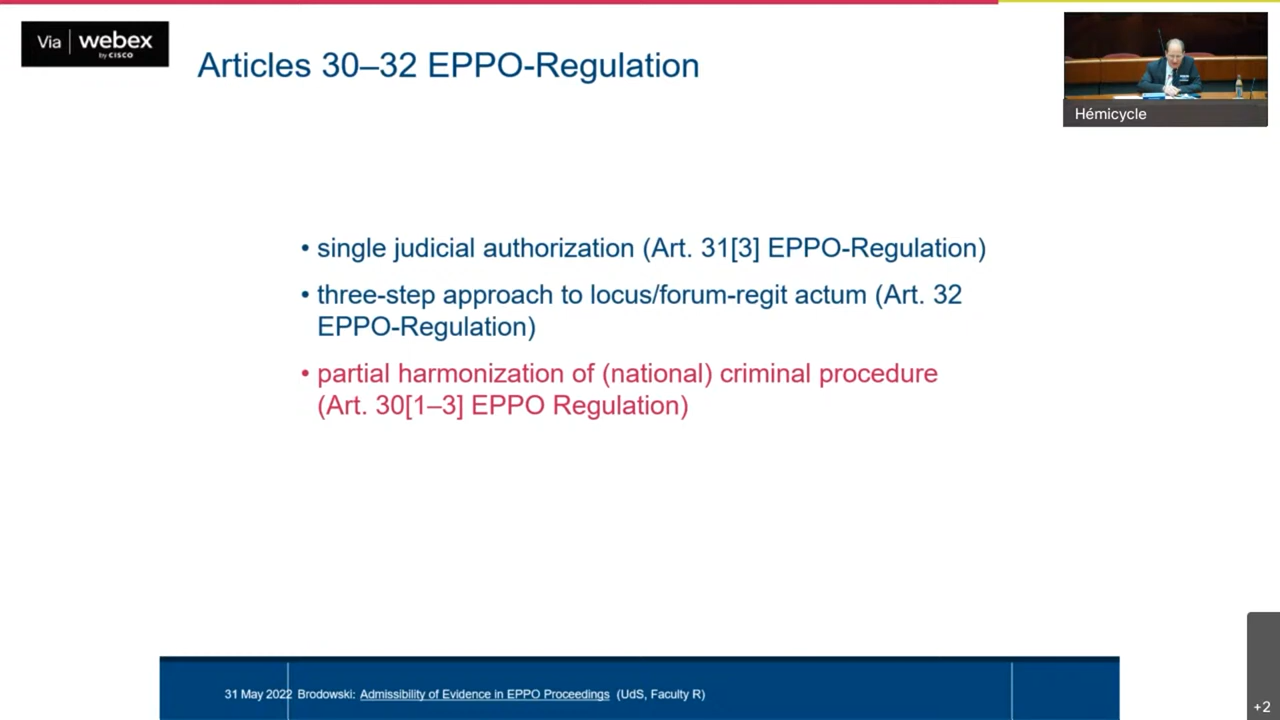 Via webex
by CISCO
Articles 30–32 EPPO-Regulation
Hémicycle
• single judicial authorization (Art. 31[3] EPPO-Regulation)
• three-step approach to locus/forum-regit actum (Art. 32
EPPO-Regulation)
• partial harmonization of (national) criminal procedure
(Art. 30[1–3] EPPO Regulation)
31 May 2022 Brodowski: Admissibility of Evidence in EPPO Proceedings (UdS, Faculty R)
+2